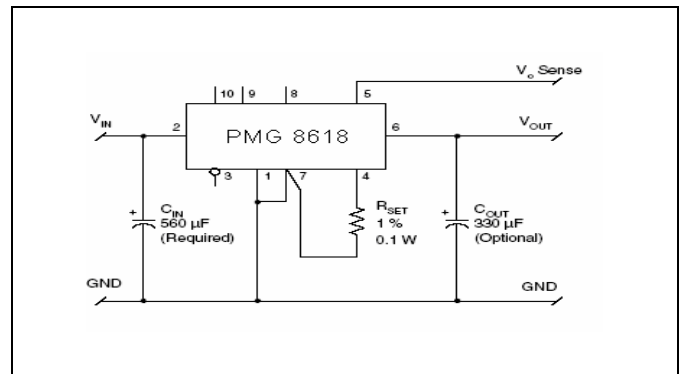 Vo Sense
10 9 8 5
VIN
2 PMG 8618 6
VOUT
3 1 7 4
+ CIN
560 µF
(Required)
RSET
1 %
0.1 W
+ COUT
330 µF
(Optional)
GND
GND